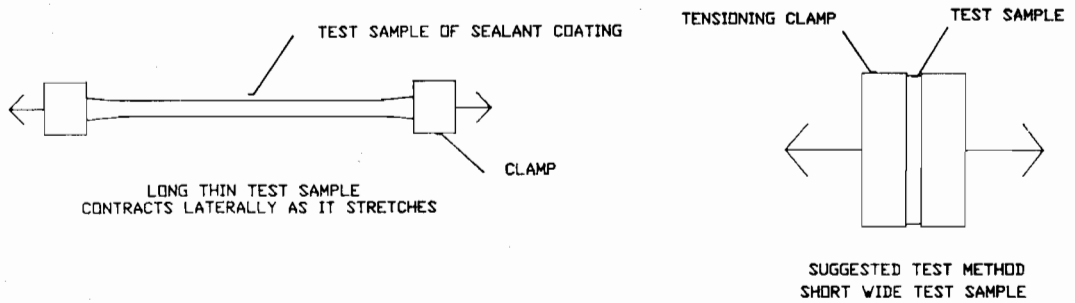 TEST SAMPLE OF SEALANT COATING
CLAMP
LONG THIN TEST SAMPLE
CONTRACTS LATERALLY AS IT STRETCHES
TENSIONING CLAMP
TEST SAMPLE
SUGGESTED TEST METHOD
SHORT WIDE TEST SAMPLE